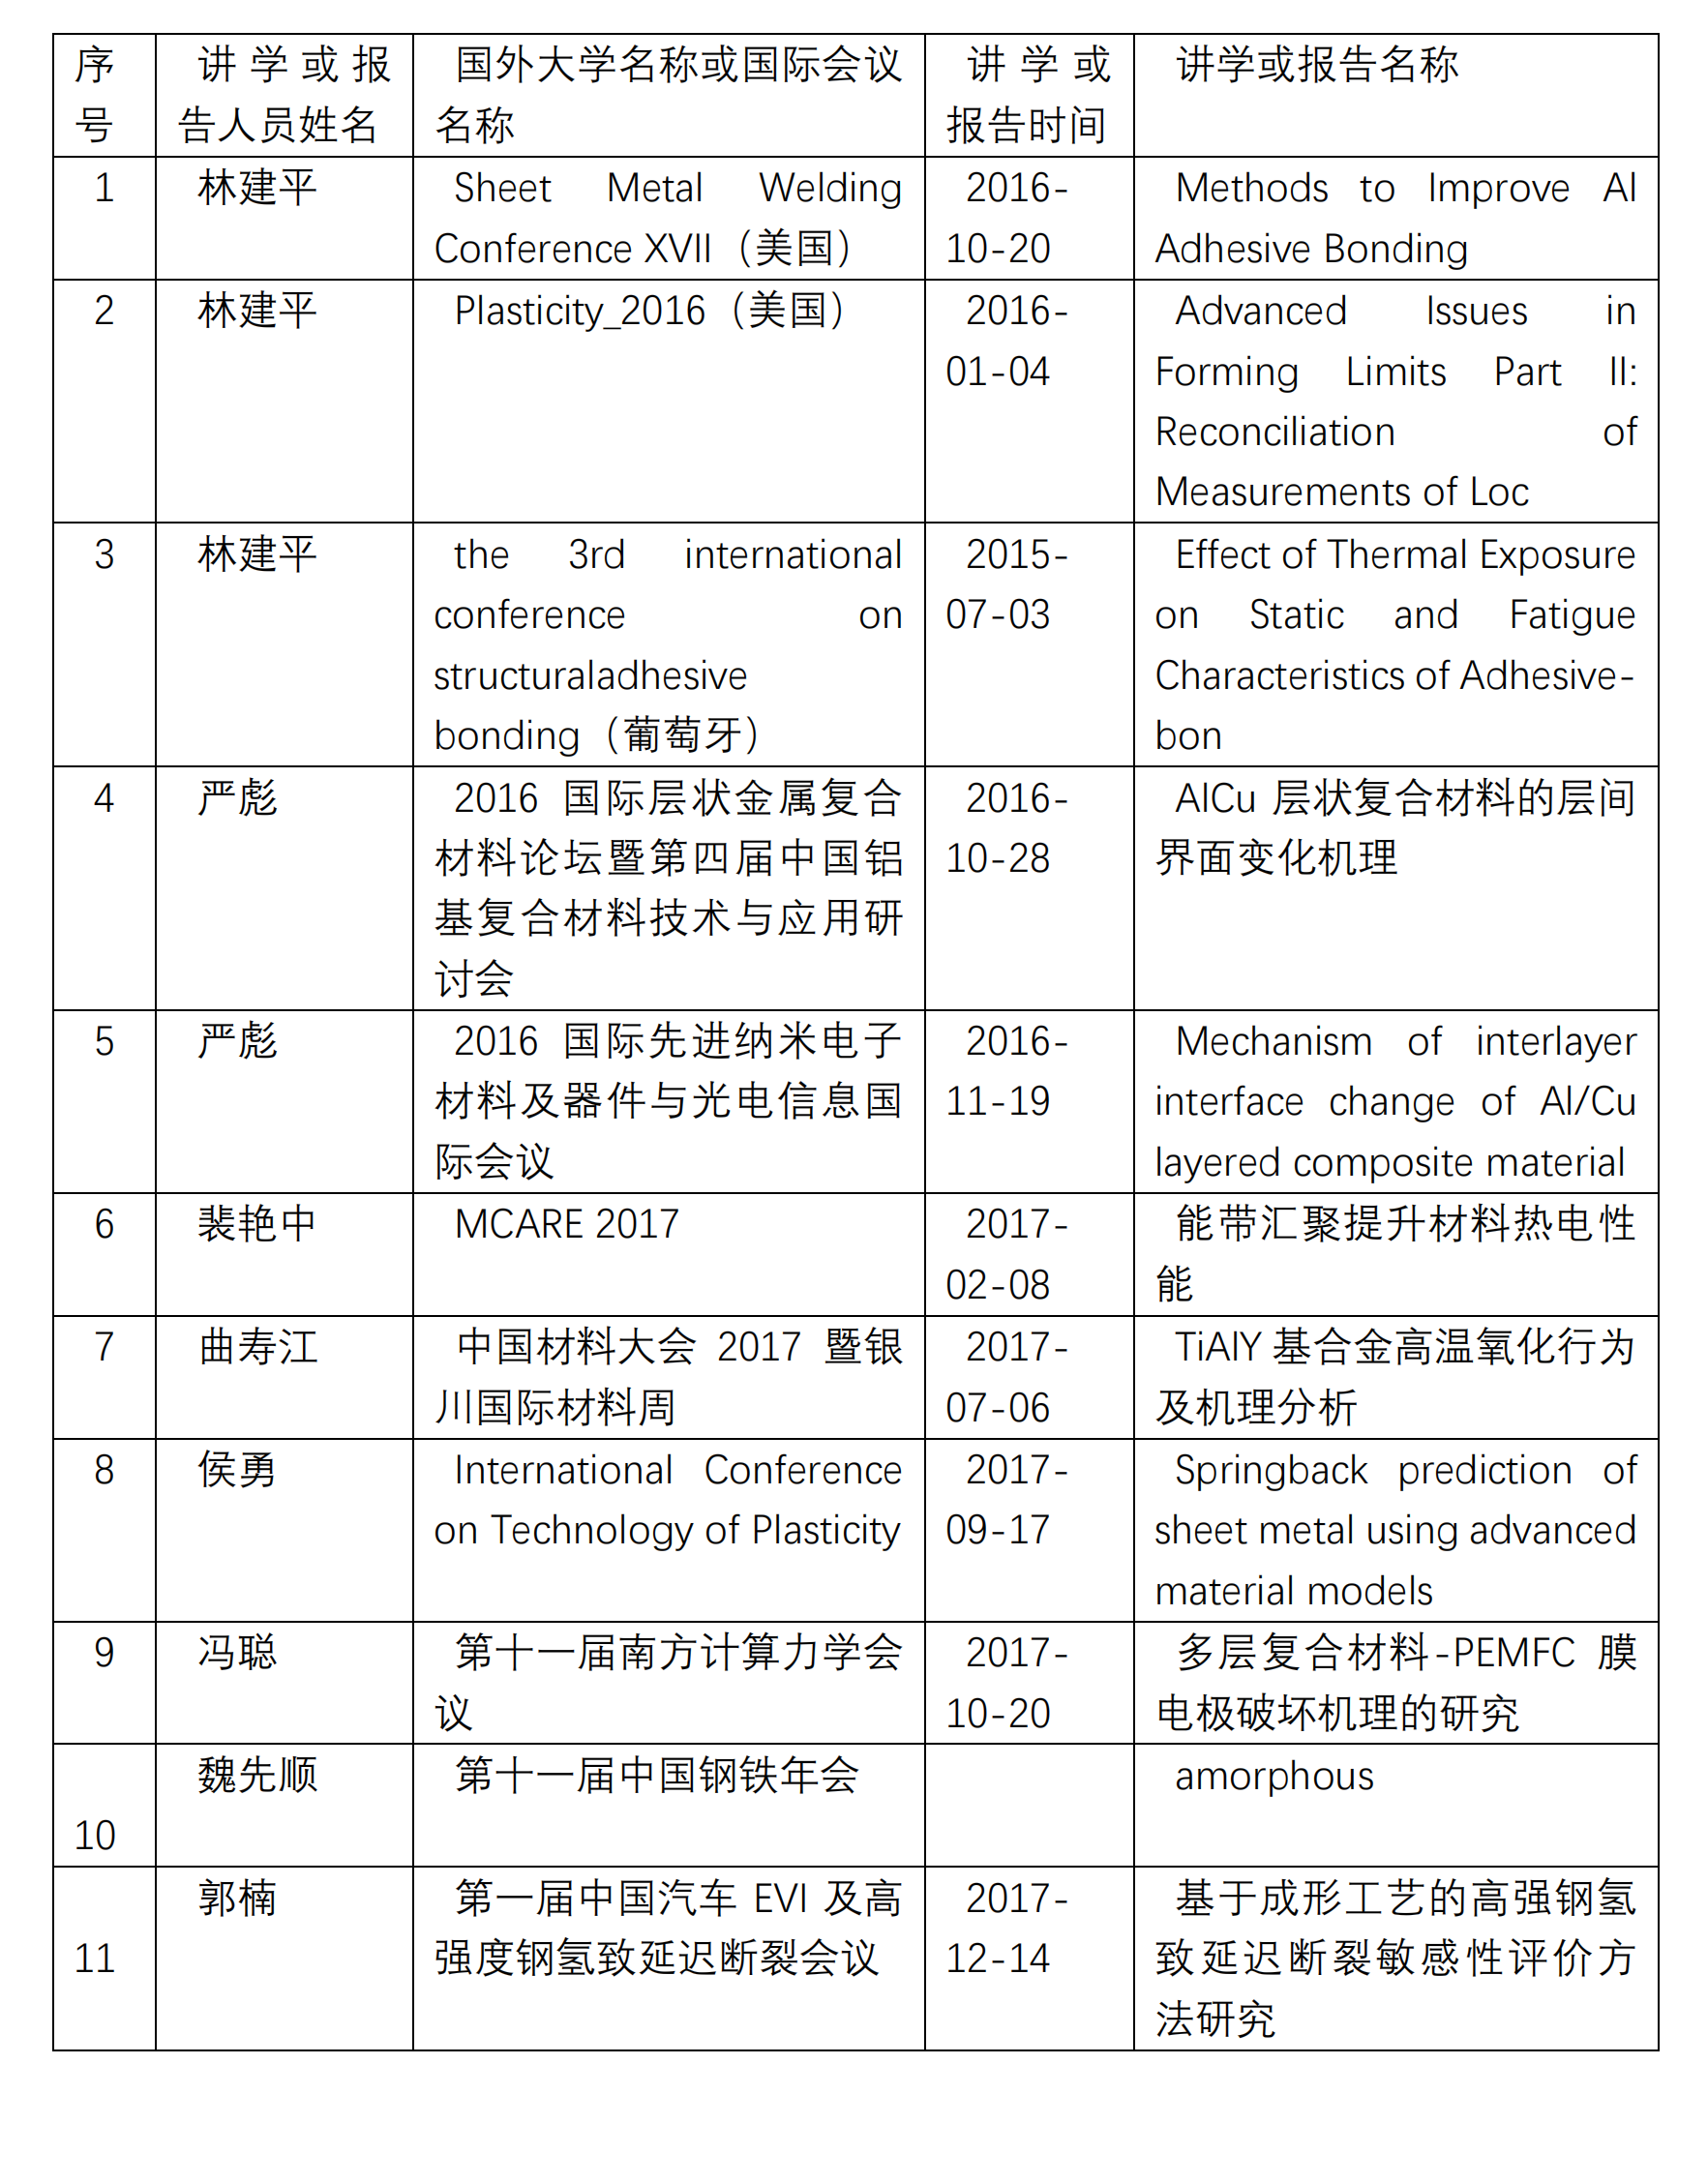 序号 讲学或报告人员姓名 国外大学名称或国际会议名称 讲学或报告时间 讲学或报告名称
1 林建平 Sheet Metal Welding Conference XVII（美国） 2016-10-20 Methods to Improve Al Adhesive Bonding
2 林建平 Plasticity_2016（美国） 2016-01-04 Advanced Issues in Forming Limits Part II: Reconciliation of Measurements of Loc
3 林建平 the 3rd international conference on structuraladhesive bonding（葡萄牙） 2015-07-03 Effect of Thermal Exposure on Static and Fatigue Characteristics of Adhesive-bon
4 严彪 2016 国际层状金属复合材料论坛暨第四届中国铝基复合材料技术与应用研讨会 2016-10-28 AlCu 层状复合材料的层间界面变化机理
5 严彪 2016 国际先进纳米电子材料及器件与光电信息国际会议 2016-11-19 Mechanism of interlayer interface change of Al/Cu layered composite material
6 裴艳中 MCARE 2017 2017-02-08 能带汇聚提升材料热电性能
7 曲寿江 中国材料大会 2017 暨银川国际材料周 2017-07-06 TiAlY 基合金高温氧化行为及机理分析
8 侯勇 International Conference on Technology of Plasticity 2017-09-17 Springback prediction of sheet metal using advanced material models
9 冯聪 第十一届南方计算力学会议 2017-10-20 多层复合材料-PEMFC 膜电极破坏机理的研究
10 魏先顺 第十一届中国钢铁年会 amorphous
11 郭楠 第一届中国汽车 EVI 及高强度钢氢致延迟断裂会议 2017-12-14 基于成形工艺的高强钢氢致延迟断裂敏感性评价方法研究